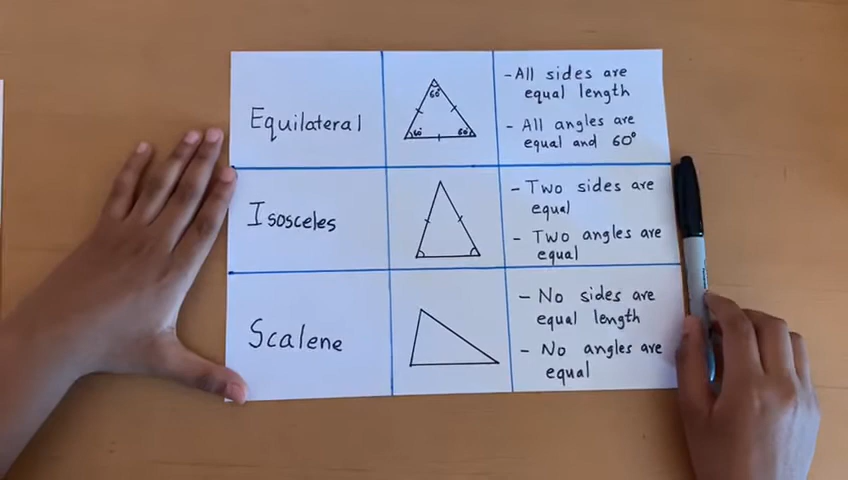 Equilateral
60°
60°
60°
- All sides are
equal length
- All angles are
equal and 60°
Isosceles
- Two sides are
equal
- Two angles are
equal
Scalene
- No sides are
equal length
- No angles are
equal